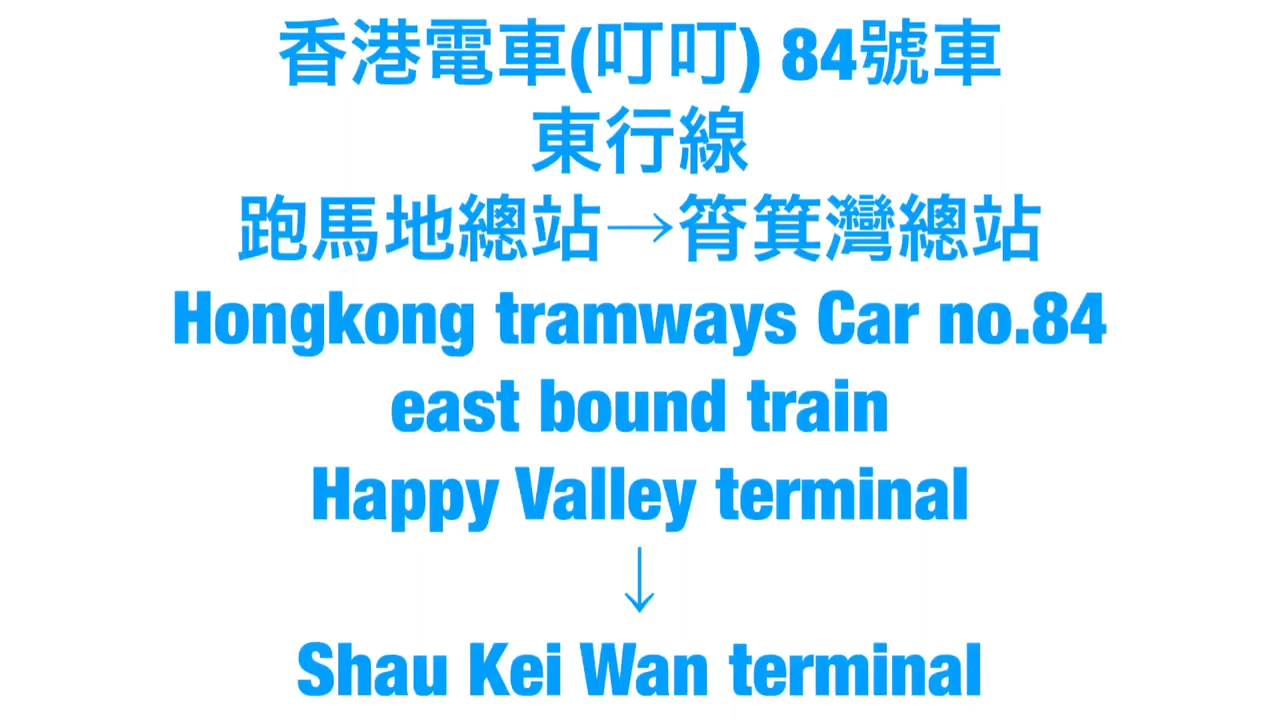 香港電車(叮叮) 84號車
東行線
跑馬地總站→筲箕灣總站
Hongkong tramways Car no.84
east bound train
Happy Valley terminal
↓
Shau Kei Wan terminal